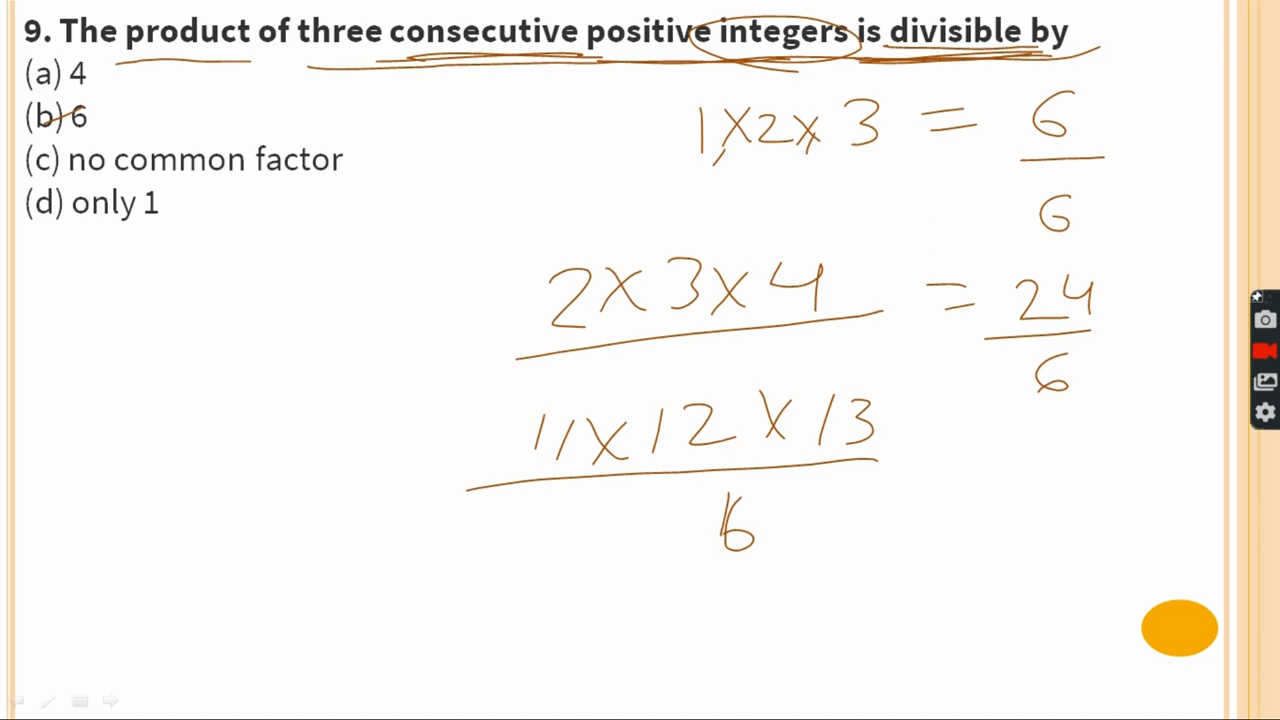 9. The product of three consecutive positive integers is divisible by
(a) 4
(b) 6
(c) no common factor
(d) only 1
1, x 2 x 3 = 6
6
2 x 3 x 4 = 24
6
11 x 12 x 13
6